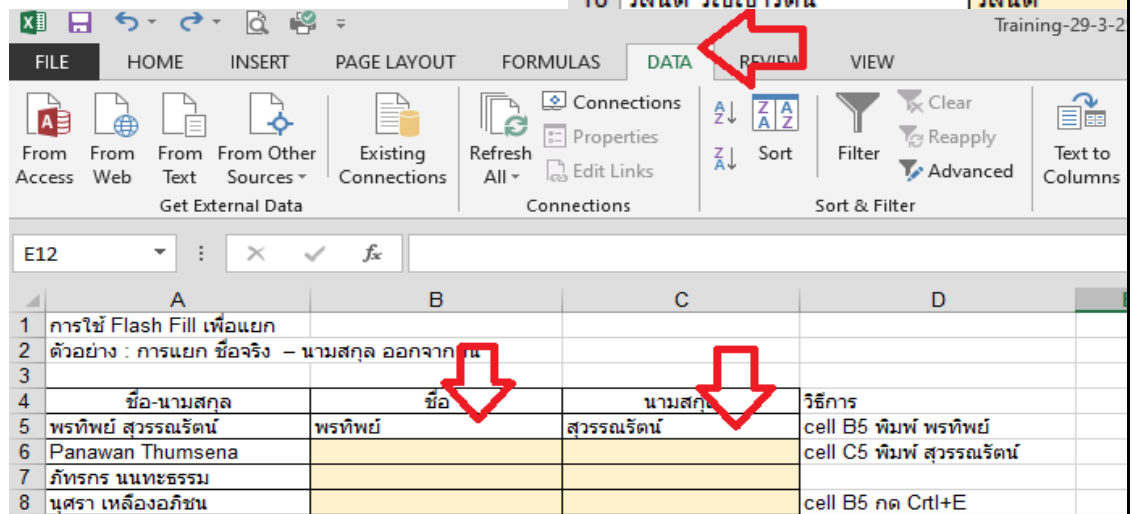 Training-29-3-2
FILE HOME INSERT PAGE LAYOUT FORMULAS DATA REVIEW VIEW
Connections Clear
Properties Reapply
From From From From Other Existing Refresh Sort Filter Text to
Access Web Text Sources Connections All Edit Links Advanced Columns
Get External Data Connections Sort & Filter
E12 fx
A B C D
1 การใช้ Flash Fill เพื่อแยก
2 ตัวอย่าง : การแยก ชื่อจริง – นามสกุล ออกจาก
3
4 ชื่อ-นามสกุล ชื่อ นามสกุล วิธีการ
5 พรทิพย์ สุวรรณรัตน์ พรทิพย์ สุวรรณรัตน์ cell B5 พิมพ์ พรทิพย์
6 Panawan Thumsena cell C5 พิมพ์ สุวรรณรัตน์
7 ภัทรกร นนทะธรรม
8 นุศรา เหลืองอภิชน cell B5 กด Crtl+E